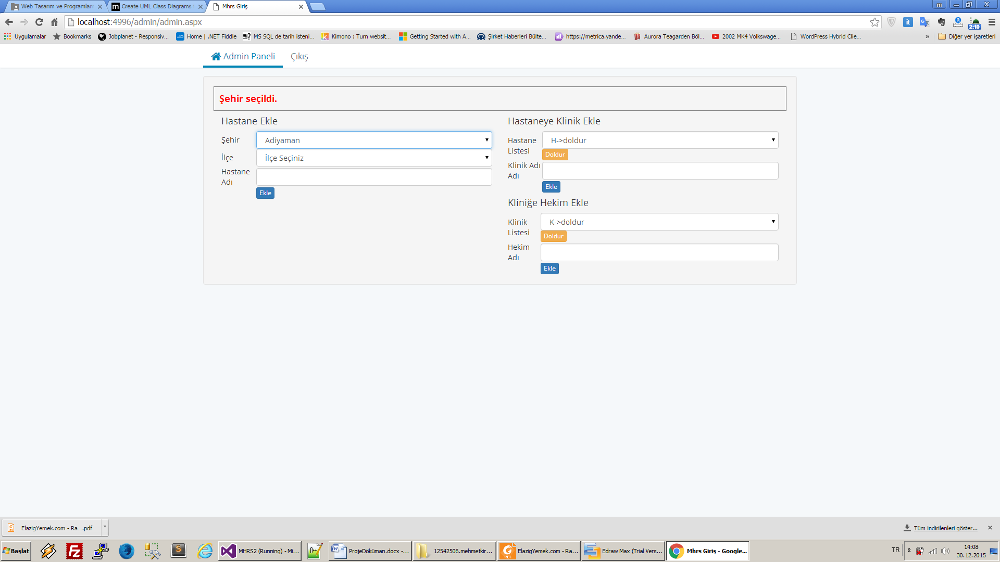 Web Tasarım ve Programlam
Create UML Class Diagrams
Mhrs Giriş
m
localhost:4996/admin/admin.aspx
it
a
2:10
Uygulamalar
Bookmarks
Jobplanet - Responsiv...
Home | .NET Fiddle
MS SQL de tarih isteni...
Kimono : Turn websit...
Getting Started with A...
Şirket Haberleri Bülte...
https://metrica.yande...
Aurora Teagarden Böl...
2002 MK4 Volkswage...
WordPress Hybrid Clie...
»
Diğer yer işaretleri
Admin Paneli
Çıkış
Şehir seçildi.
Hastane Ekle
Şehir
Adiyaman
İlçe
İlçe Seçiniz
Hastane
Adı
Ekle
Hastaneye Klinik Ekle
Hastane
Listesi
H->doldur
Doldur
Klinik Adı
Adı
Ekle
Kliniğe Hekim Ekle
Klinik
Listesi
K->doldur
Doldur
Hekim
Adı
Ekle
ElazigYemek.com - Ra....pdf
Tüm indirilenleri göster...
Başlat
MHRS2 (Running) - Mi...
ProjeDöküman.docx -...
12542506.mehmetkir...
ElazigYemek.com - Ra...
Edraw Max (Trial Vers...
Mhrs Giriş - Google...
TR
14:08
30.12.2015